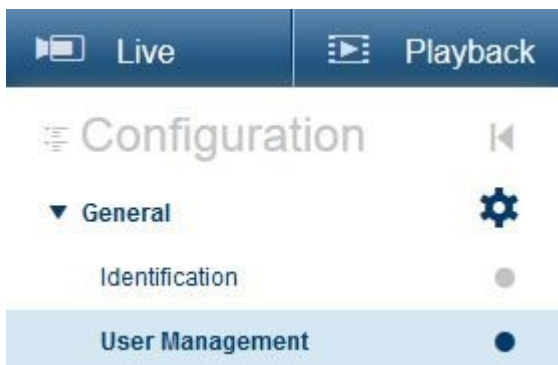 Live Playback
Configuration
General
Identification
User Management